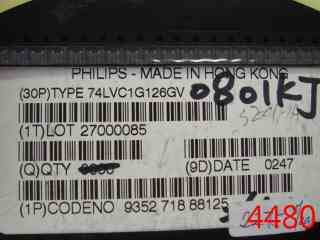 PHILIPS - MADE IN HONG KONG
(30P)TYPE 74LVC1G126GV 0801KJ
(1T)LOT 27000085
(Q)QTY (9D)DATE 0247
(1P)CODENO 9352 718 88125
4480